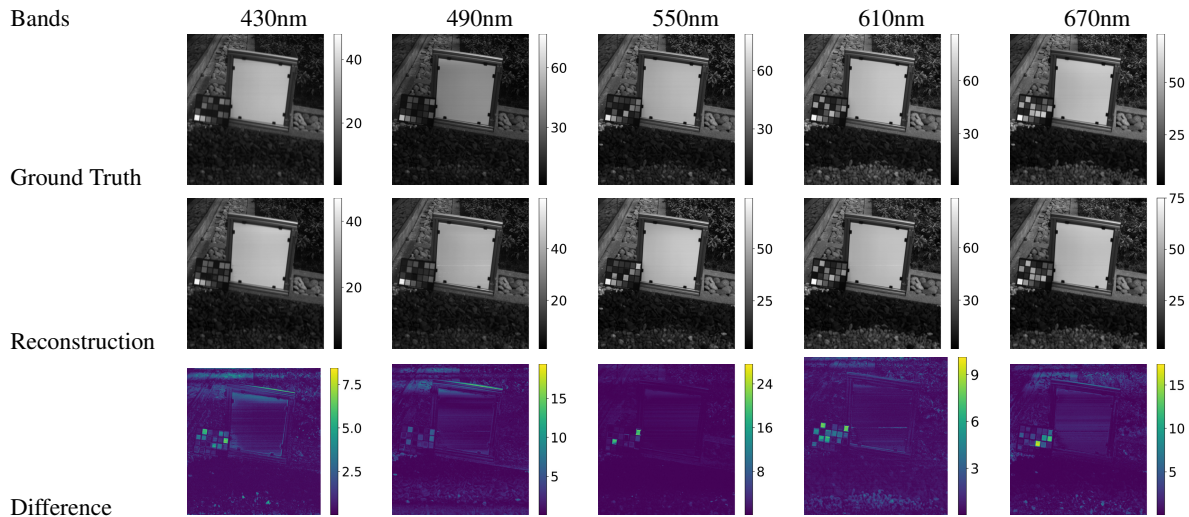 Bands 430nm 490nm 550nm 610nm 670nm
40 60 60 60 50
20 30 30 30 25
Ground Truth
40 40 50 60 75
20 20 25 30 50
25
Reconstruction
7.5 15 24 9 15
5.0 10 16 6 10
2.5 5 8 3 5
Difference